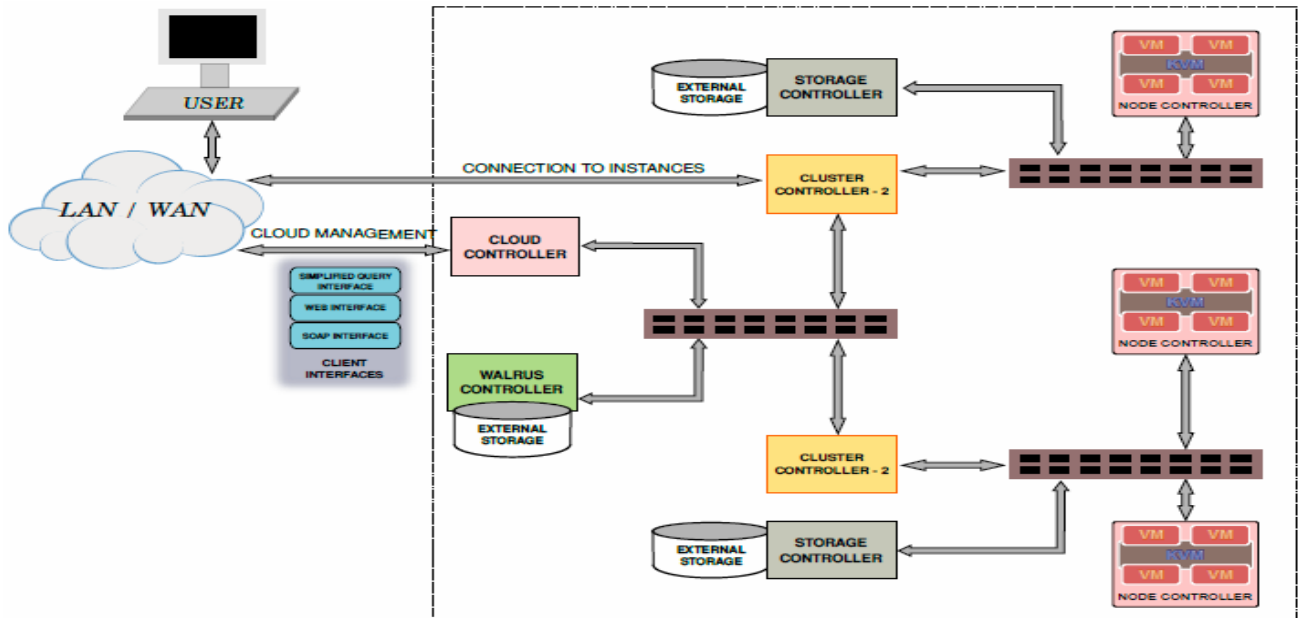 USER
LAN / WAN
CONNECTION TO INSTANCES
CLOUD MANAGEMENT
SIMPLIFIED QUERY
INTERFACE
WEB INTERFACE
SOAP INTERFACE
CLIENT
INTERFACES
CLOUD
CONTROLLER
WALRUS
CONTROLLER
EXTERNAL
STORAGE
EXTERNAL
STORAGE
STORAGE
CONTROLLER
CLUSTER
CONTROLLER - 2
CLUSTER
CONTROLLER - 2
EXTERNAL
STORAGE
STORAGE
CONTROLLER
VM VM
KVM
VM VM
NODE CONTROLLER
VM VM
KVM
VM VM
NODE CONTROLLER
VM VM
KVM
VM VM
NODE CONTROLLER